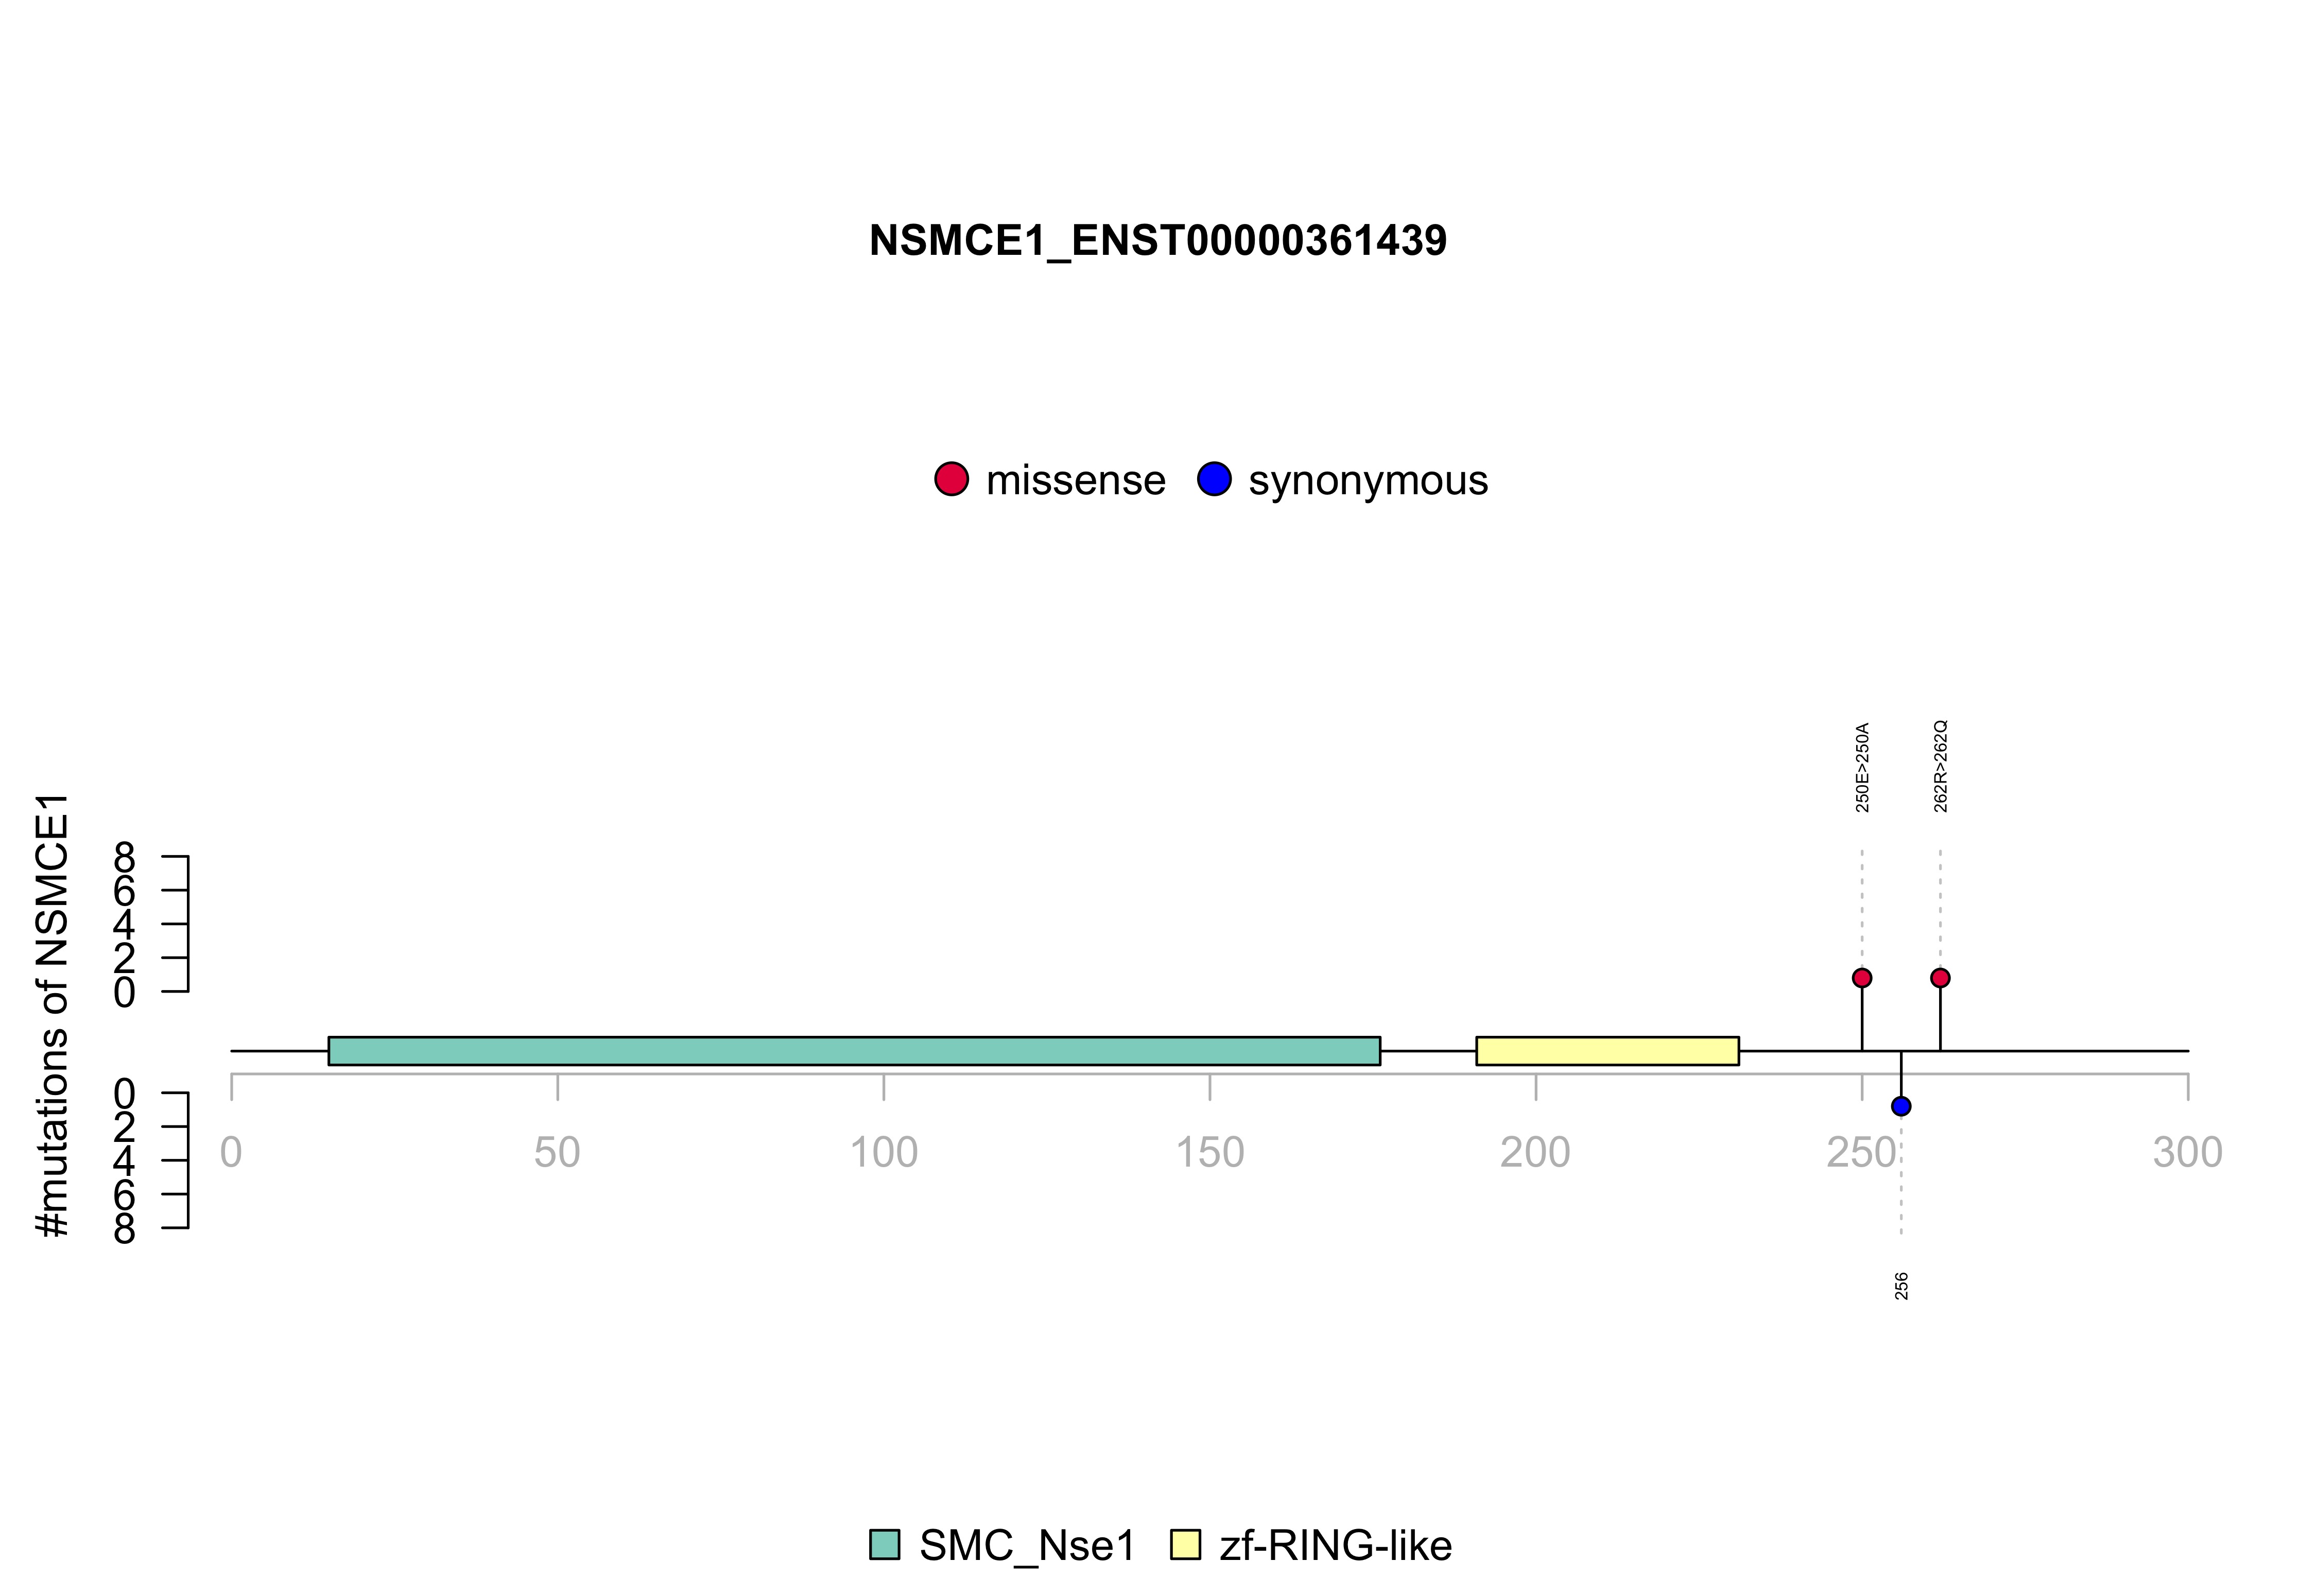 NSMCE1_ENST00000361439
missense synonymous
250E>250A
262R>262Q
#mutations of NSMCE1
8
6
4
2
0
0
2
4
6
8
0 50 100 150 200 250 300
256
SMC_Nse1 zf-RING-like